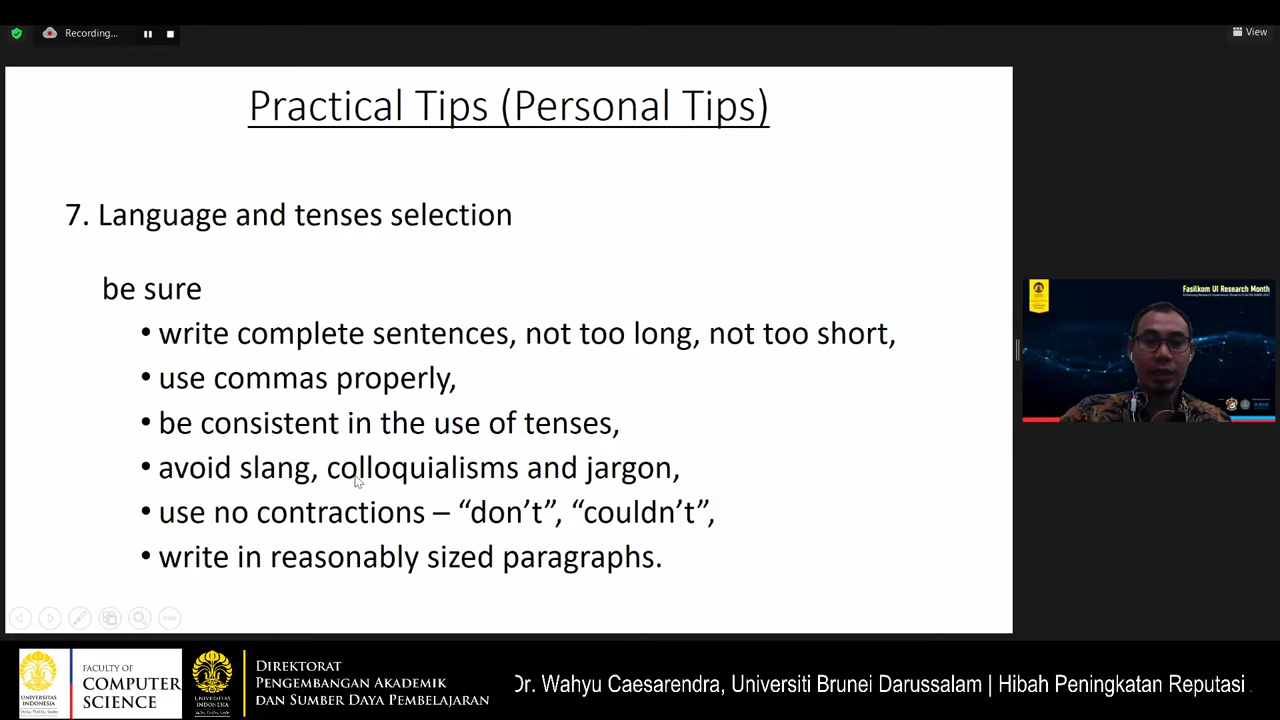 Recording...
View
Practical Tips (Personal Tips)
7. Language and tenses selection
be sure
• write complete sentences, not too long, not too short,
• use commas properly,
• be consistent in the use of tenses,
• avoid slang, colloquialisms and jargon,
• use no contractions – “don’t”, “couldn’t”,
• write in reasonably sized paragraphs.
Fasilkom UI Research Month
FACULTY OF
COMPUTER
SCIENCE
UNIVERSITAS
INDONESIA
DIREKTORAT
PENGEMBANGAN AKADEMIK
DAN SUMBER DAYA PEMBELAJARAN
Dr. Wahyu Caesarendra, Universiti Brunei Darussalam | Hibah Peningkatan Reputasi